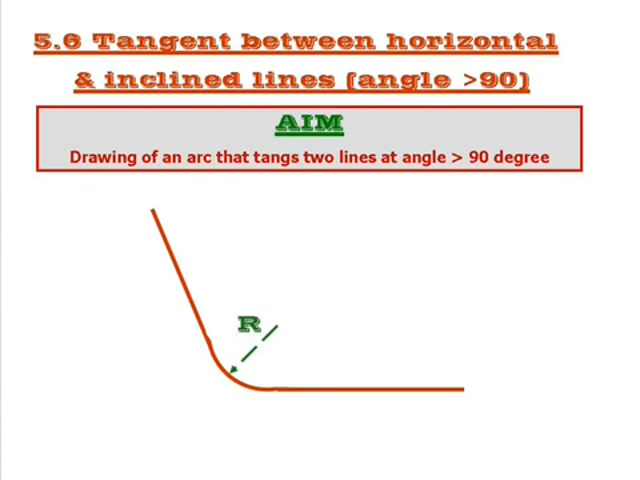 5.6 Tangent between horizontal
& inclined lines (angle >90)
AIM
Drawing of an arc that tangs two lines at angle > 90 degree
R